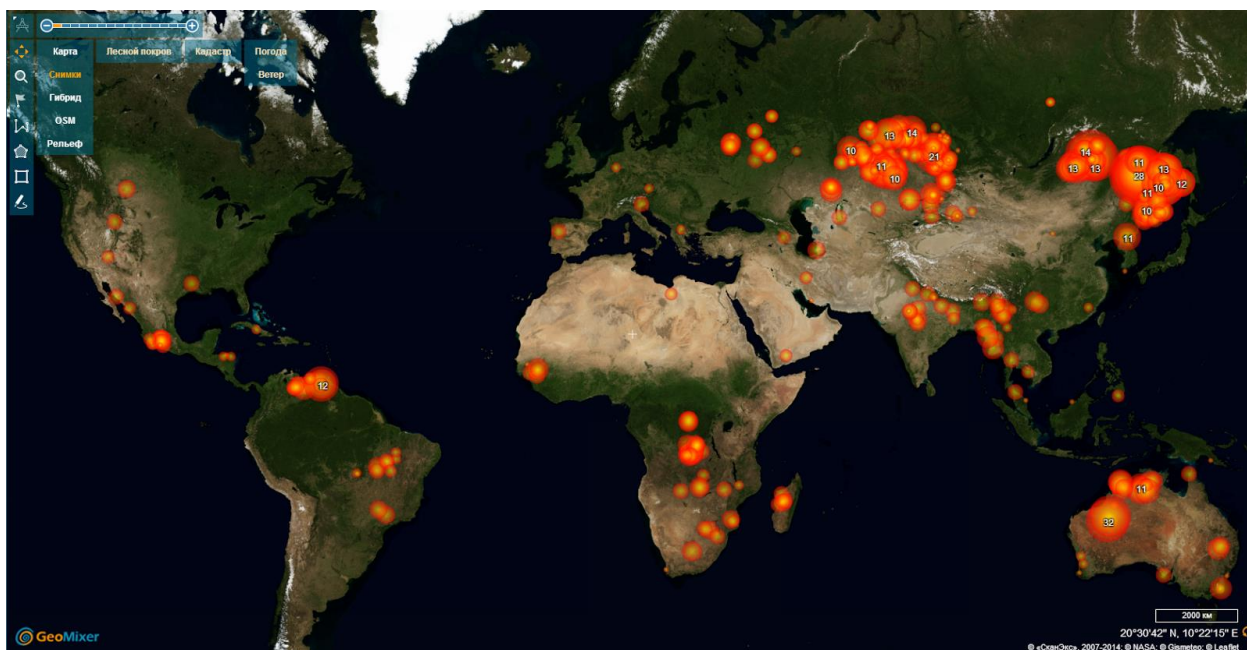 Карта Лесной покров Кадастр Погода
Снимки Ветер
Гибрид
OSM
Рельеф
13 14
10 21
11
10
14
13 13
11 13
28 10 12
11
10
11
12
11
32
2000 км
GeoMixer
20°30'42" N, 10°22'15" E
© «СканЭкс», 2007-2014; © NASA; © Gismeteo; © Leaflet